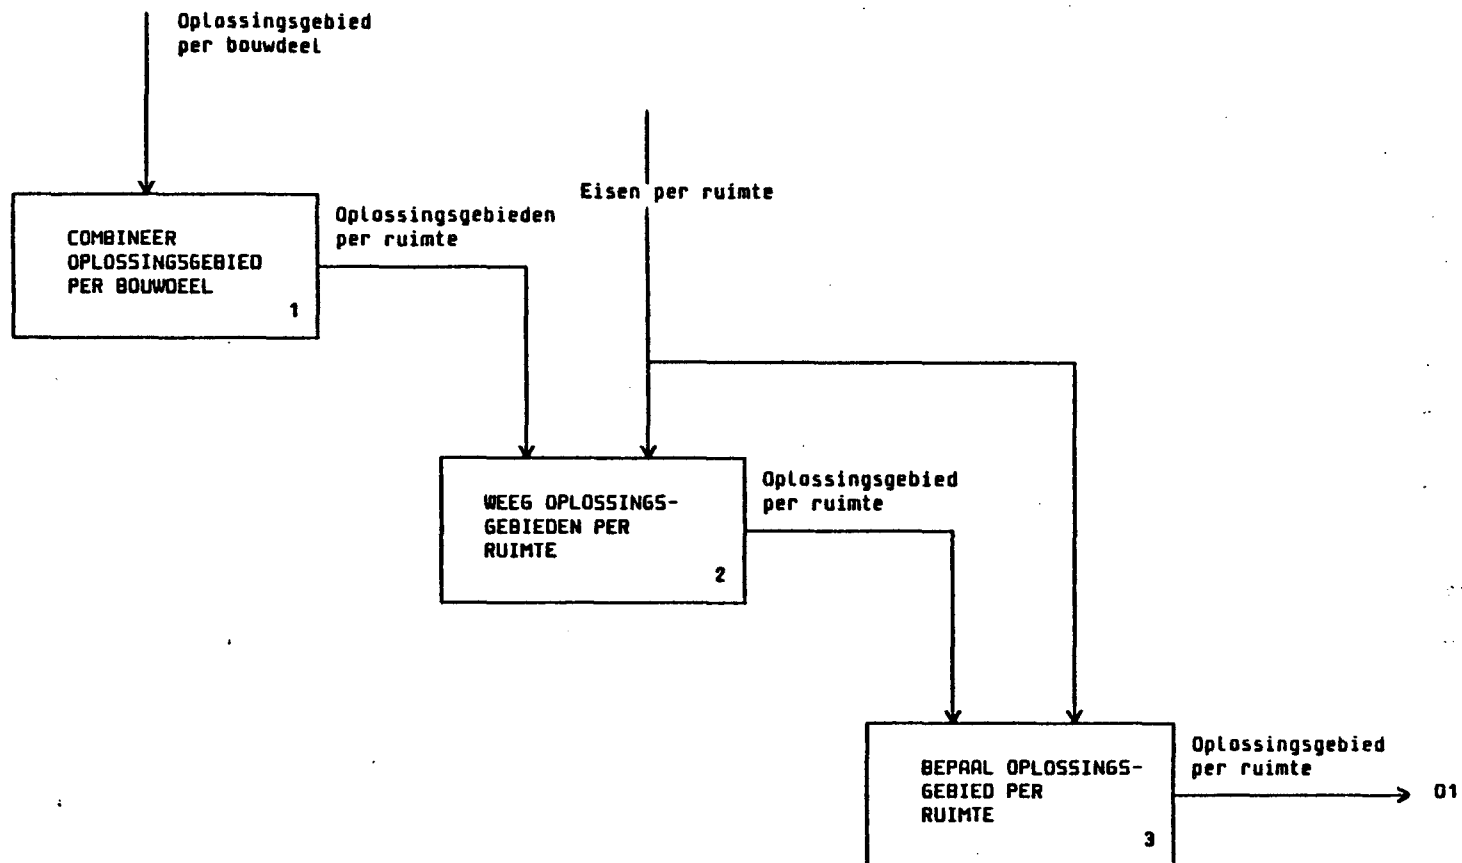 Oplossingsgebied
per bouwdeel
Eisen per ruimte
COMBINEER
OPLOSSINGSGEBIED
PER BOUWDEEL
1
Oplossingsgebieden
per ruimte
WEEG OPLOSSINGS-
GEBIEDEN PER
RUIMTE
2
Oplossingsgebied
per ruimte
BEPAAL OPLOSSINGS-
GEBIED PER
RUIMTE
3
Oplossingsgebied
per ruimte
O1